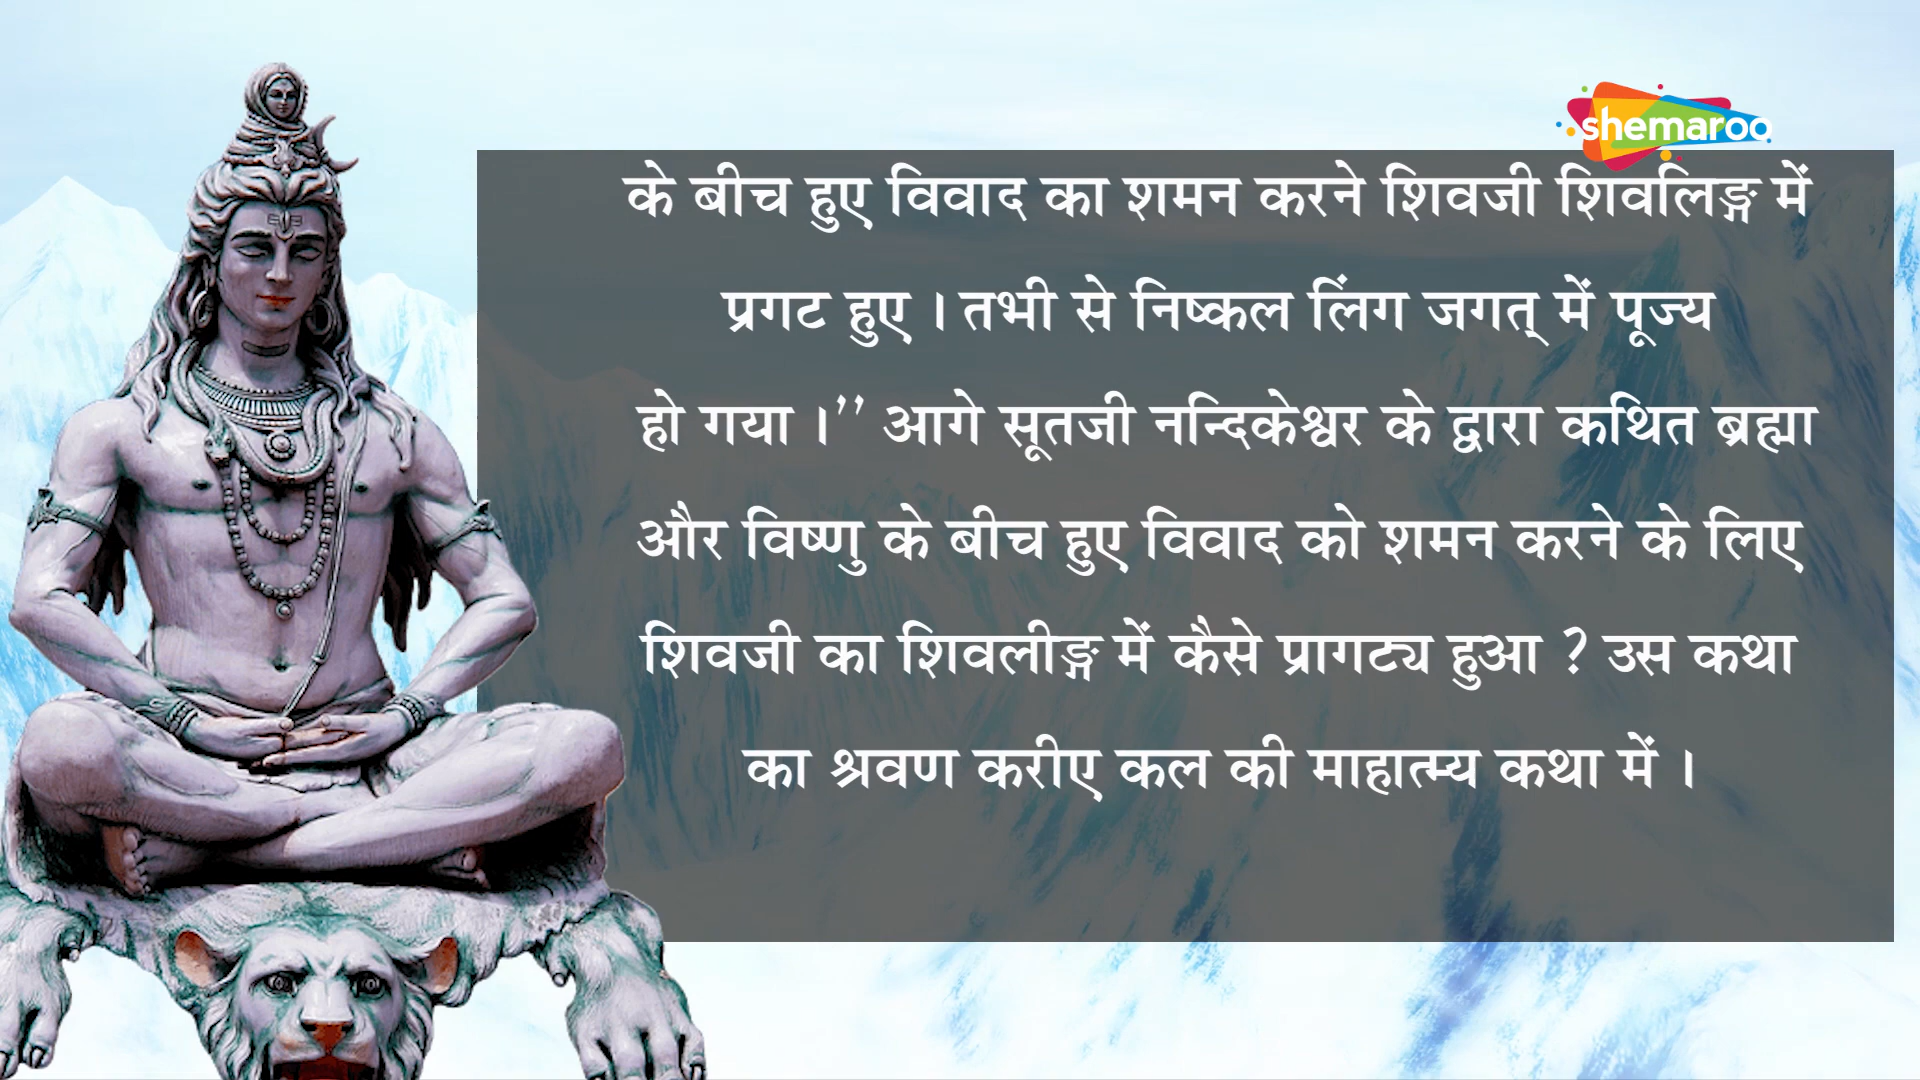 shemaroo
के बीच हुए विवाद का शमन करने शिवजी शिवलिङ्ग में
प्रगट हुए । तभी से निष्कल लिंग जगत् में पूज्य
हो गया ।’’ आगे सूतजी नन्दिकेश्वर के द्वारा कथित ब्रह्मा
और विष्णु के बीच हुए विवाद को शमन करने के लिए
शिवजी का शिवलीङ्ग में कैसे प्रागट्य हुआ ? उस कथा
का श्रवण करीए कल की माहात्म्य कथा में ।